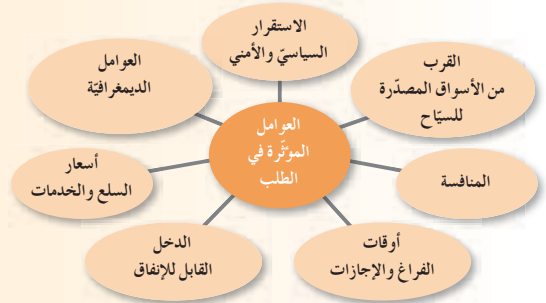 العوامل
المؤثّرة في
الطلب
الاستقرار
السياسيّ والأمني
القرب
من الأسواق المصدّرة
للسيّاح
المنافسة
أوقات
الفراغ والإجازات
الدخل
القابل للإنفاق
أسعار
السلع والخدمات
العوامل
الديمغرافيّة